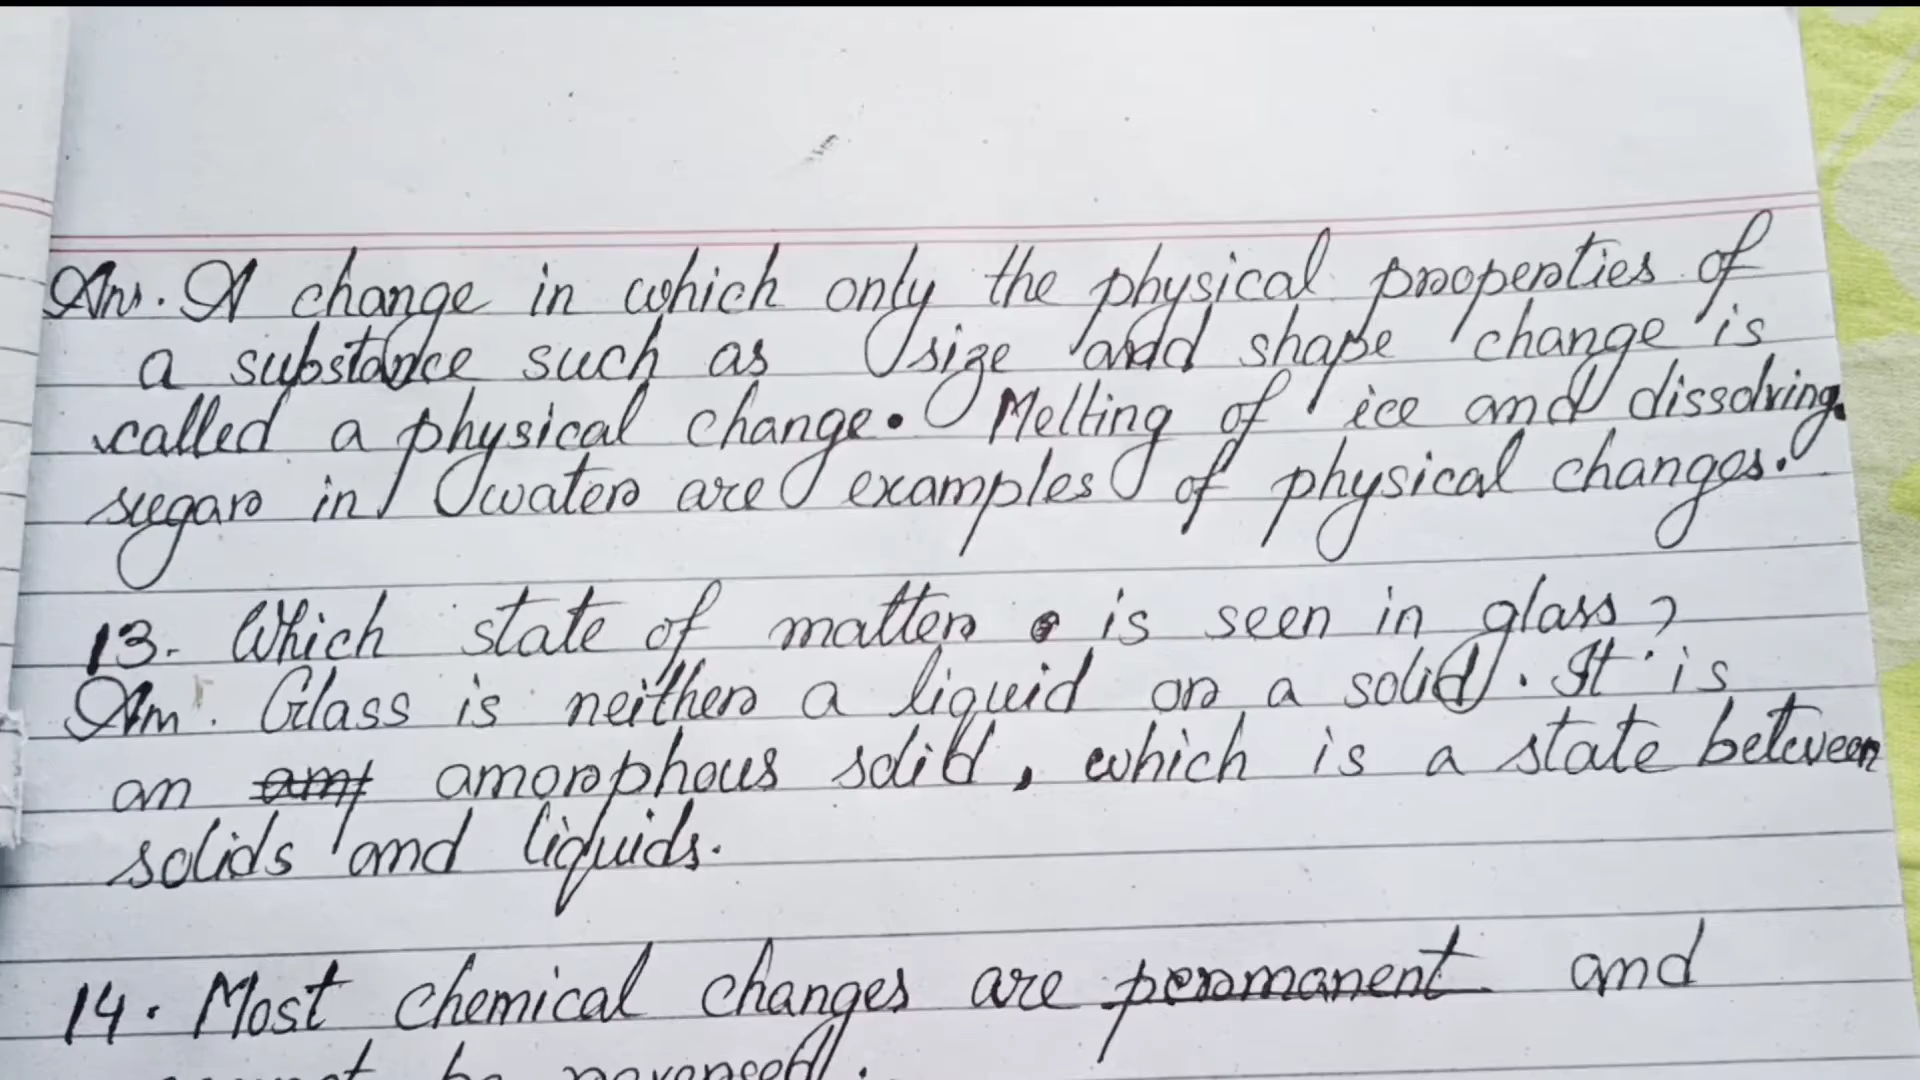 Ans. A change in which only the physical properties of
a substance such as size and shape change is
called a physical change. Melting of ice and dissolving
sugar in water are examples of physical changes.
13. Which state of matter is seen in glass?
Ans. Glass is neither a liquid or a solid. It is
an amorphous solid, which is a state between
solids and liquids.
14. Most chemical changes are permanent and
cannot be reversed.